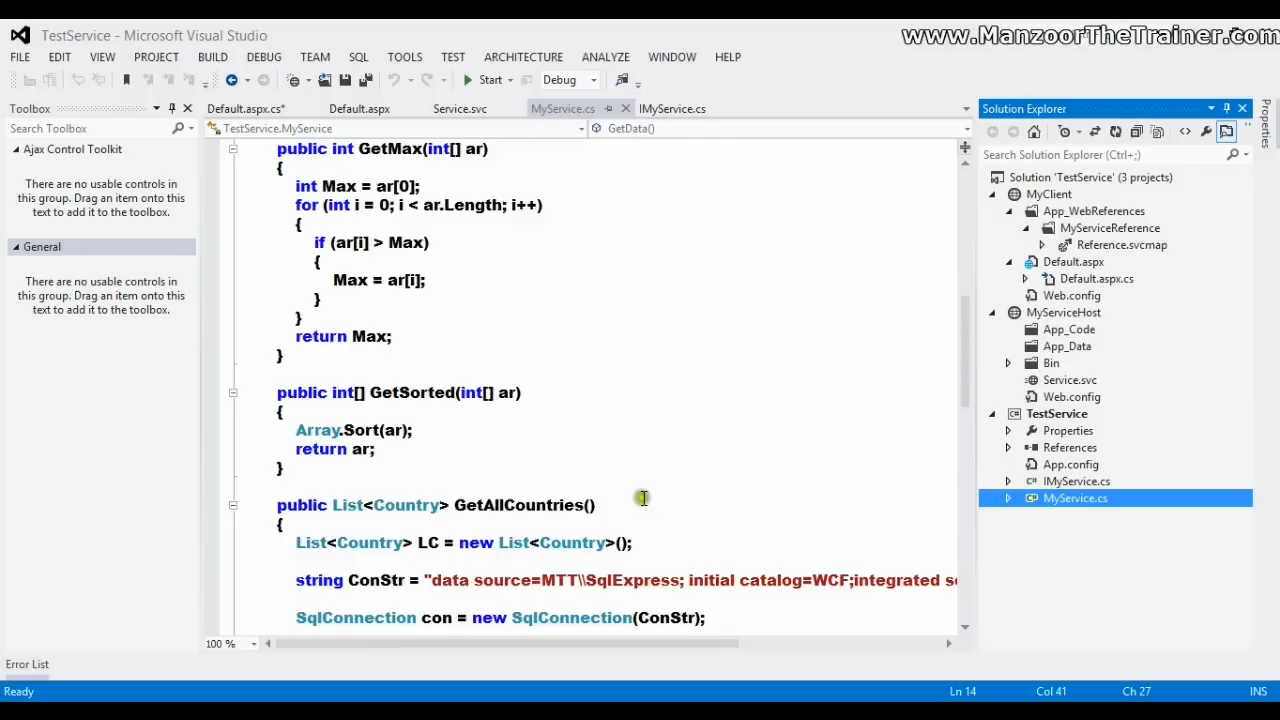 TestService - Microsoft Visual Studio
www.ManzoorTheTrainer.com
FILE EDIT VIEW PROJECT BUILD DEBUG TEAM SQL TOOLS TEST ARCHITECTURE ANALYZE WINDOW HELP
Start Debug
Toolbox
Search Toolbox
Ajax Control Toolkit
There are no usable controls in
this group. Drag an item onto this
text to add it to the toolbox.
General
There are no usable controls in
this group. Drag an item onto this
text to add it to the toolbox.
Default.aspx.cs* Default.aspx Service.svc MyService.cs IMyService.cs
TestService.MyService GetData()
public int GetMax(int[] ar)
{
int Max = ar[0];
for (int i = 0; i < ar.Length; i++)
{
if (ar[i] > Max)
{
Max = ar[i];
}
}
return Max;
}
public int[] GetSorted(int[] ar)
{
Array.Sort(ar);
return ar;
}
public List<Country> GetAllCountries()
{
List<Country> LC = new List<Country>();
string ConStr = "data source=MTT\\SqlExpress; initial catalog=WCF;integrated se
SqlConnection con = new SqlConnection(ConStr);
100 %
Solution Explorer
Search Solution Explorer (Ctrl+;)
Solution 'TestService' (3 projects)
MyClient
App_WebReferences
MyServiceReference
Reference.svcmap
Default.aspx
Default.aspx.cs
Web.config
MyServiceHost
App_Code
App_Data
Bin
Service.svc
Web.config
TestService
Properties
References
App.config
IMyService.cs
MyService.cs
Properties
Error List
Ready Ln 14 Col 41 Ch 27 INS